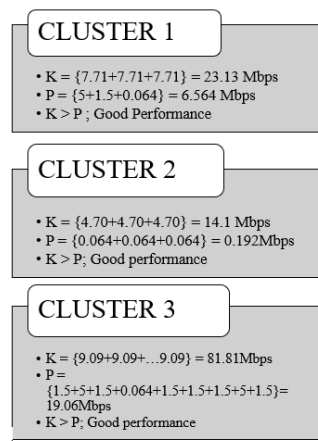 CLUSTER 1
• K = {7.71+7.71+7.71} = 23.13 Mbps
• P = {5+1.5+0.064} = 6.564 Mbps
• K > P ; Good Performance
CLUSTER 2
• K = {4.70+4.70+4.70} = 14.1 Mbps
• P = {0.064+0.064+0.064} = 0.192Mbps
• K > P; Good performance
CLUSTER 3
• K = {9.09+9.09+…9.09} = 81.81Mbps
• P =
{1.5+5+1.5+0.064+1.5+1.5+1.5+5+1.5}=
19.06Mbps
• K > P; Good performance